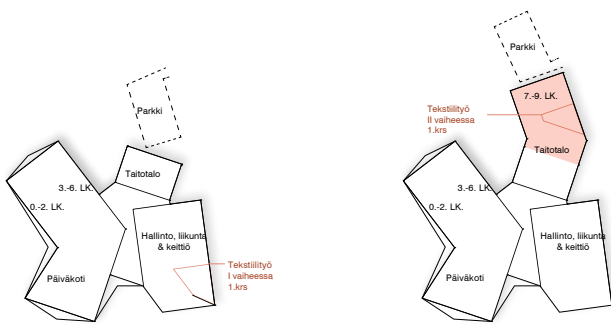 Parkki
Taitotalo
3.-6. LK.
0.-2. LK.
Hallinto, liikunta
& keittiö
Päiväkoti
Tekstiilityö
I vaiheessa
1.krs
Parkki
7.-9. LK.
Tekstiilityö
II vaiheessa
1.krs
Taitotalo
3.-6. LK.
0.-2. LK.
Hallinto, liikunta
& keittiö
Päiväkoti